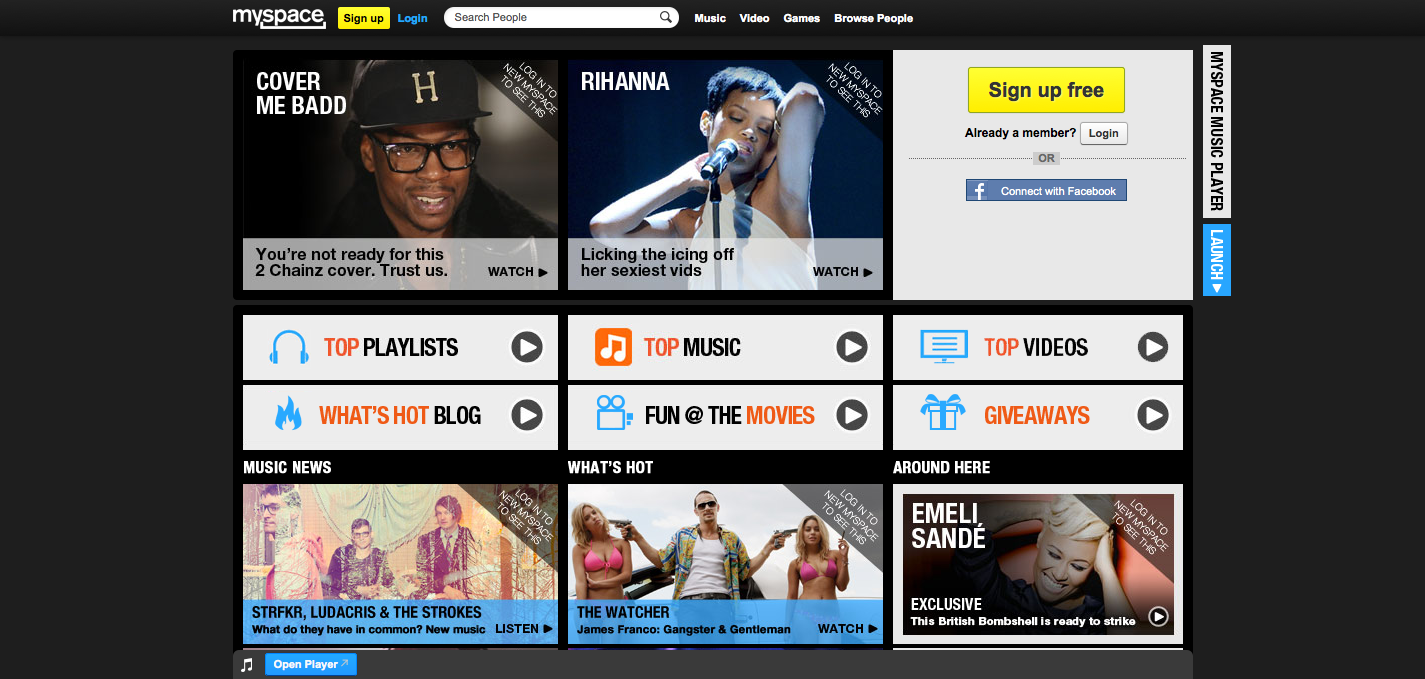 myspace
Sign up
Login
Search People
Music
Video
Games
Browse People
COVER
ME BADD
LOG IN TO
NEW MYSPACE
TO SEE THIS
H
You're not ready for this
2 Chainz cover. Trust us.
WATCH
RIHANNA
LOG IN TO
NEW MYSPACE
TO SEE THIS
Licking the icing off
her sexiest vids
WATCH
Sign up free
Already a member? Login
OR
f Connect with Facebook
MYSPACE MUSIC PLAYER
LAUNCH
TOP PLAYLISTS
TOP MUSIC
TOP VIDEOS
WHAT'S HOT BLOG
FUN @ THE MOVIES
GIVEAWAYS
MUSIC NEWS
LOG IN TO
NEW MYSPACE
TO SEE THIS
STRFKR, LUDACRIS & THE STROKES
What do they have in common? New music
LISTEN
WHAT'S HOT
LOG IN TO
NEW MYSPACE
TO SEE THIS
THE WATCHER
James Franco: Gangster & Gentleman
WATCH
AROUND HERE
EMELI
SANDÉ
LOG IN TO
NEW MYSPACE
TO SEE THIS
EXCLUSIVE
This British Bombshell is ready to strike
Open Player